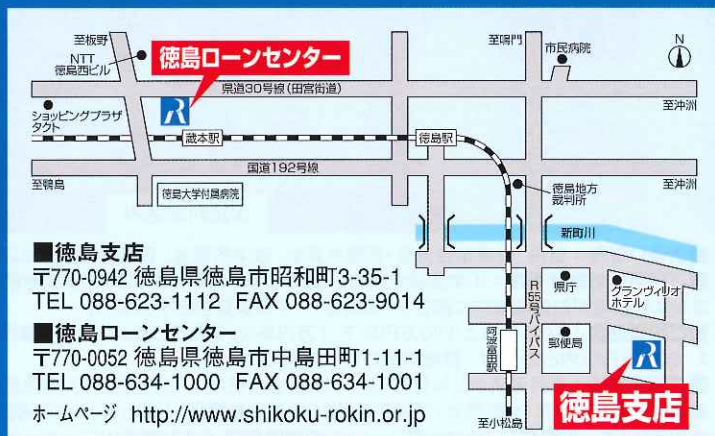 至板野
NTT
徳島西ビル
徳島ローンセンター
至鳴門
市民病院
N
県道30号線(田宮街道)
至沖洲
ショッピングプラザ
タクト
R
蔵本駅
徳島駅
国道192号線
至鴨島
徳島大学付属病院
徳島地方
裁判所
至沖洲
新町川
■徳島支店
〒770-0942 徳島県徳島市昭和町3-35-1
TEL 088-623-1112 FAX 088-623-9014
■徳島ローンセンター
〒770-0052 徳島県徳島市中島田町1-11-1
TEL 088-634-1000 FAX 088-634-1001
ホームページ http://www.shikoku-rokin.or.jp
県庁
グランヴィリオ
ホテル
R55号バイパス
阿波富田駅
郵便局
R
徳島支店
至小松島